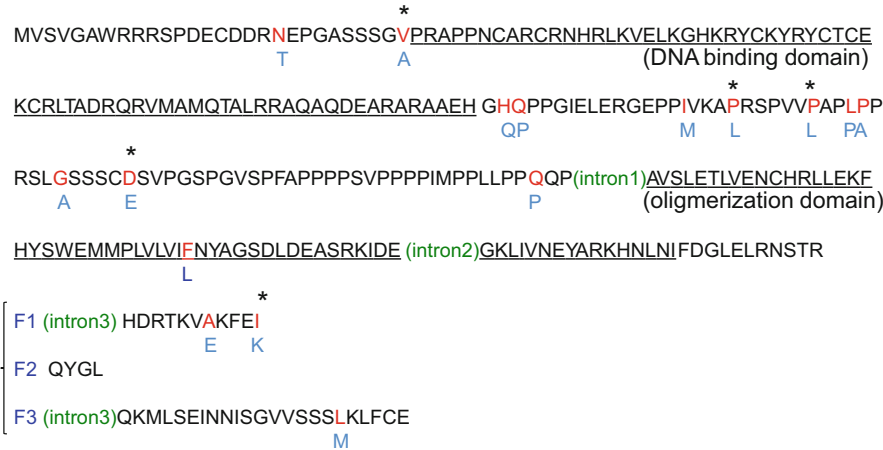 * *
MVSVGAWRRRSPDECDDRNEPGASSSGVPRAPPNCARCRNHRLKVELKGHKRYCKYRYCTCE
T A (DNA binding domain)
* *
KCRLTADRQRVMAMQTALRRAQAQDEARARAAEH GHQPPGIELERGEPPIVKAPRSPVVPAPLPP
QP M L L PA
*
RSLGSSSCDSVPGSPGVSPFAPPPPSVPPPPIMPPLLPPQQP(intron1)AVSLETLVENCHRLLEKF
A E P (oligmerization domain)
HYSWEMMPLVLVIFNYAGSDLDEASRKIDE (intron2)GKLIVNEYARKHNLNIFDGLELRNSTR
L
*
F1 (intron3) HDRTKVAKFEI
E K
F2 QYGL
F3 (intron3)QKMLSEINNISGVVSSSLKLFCE
M